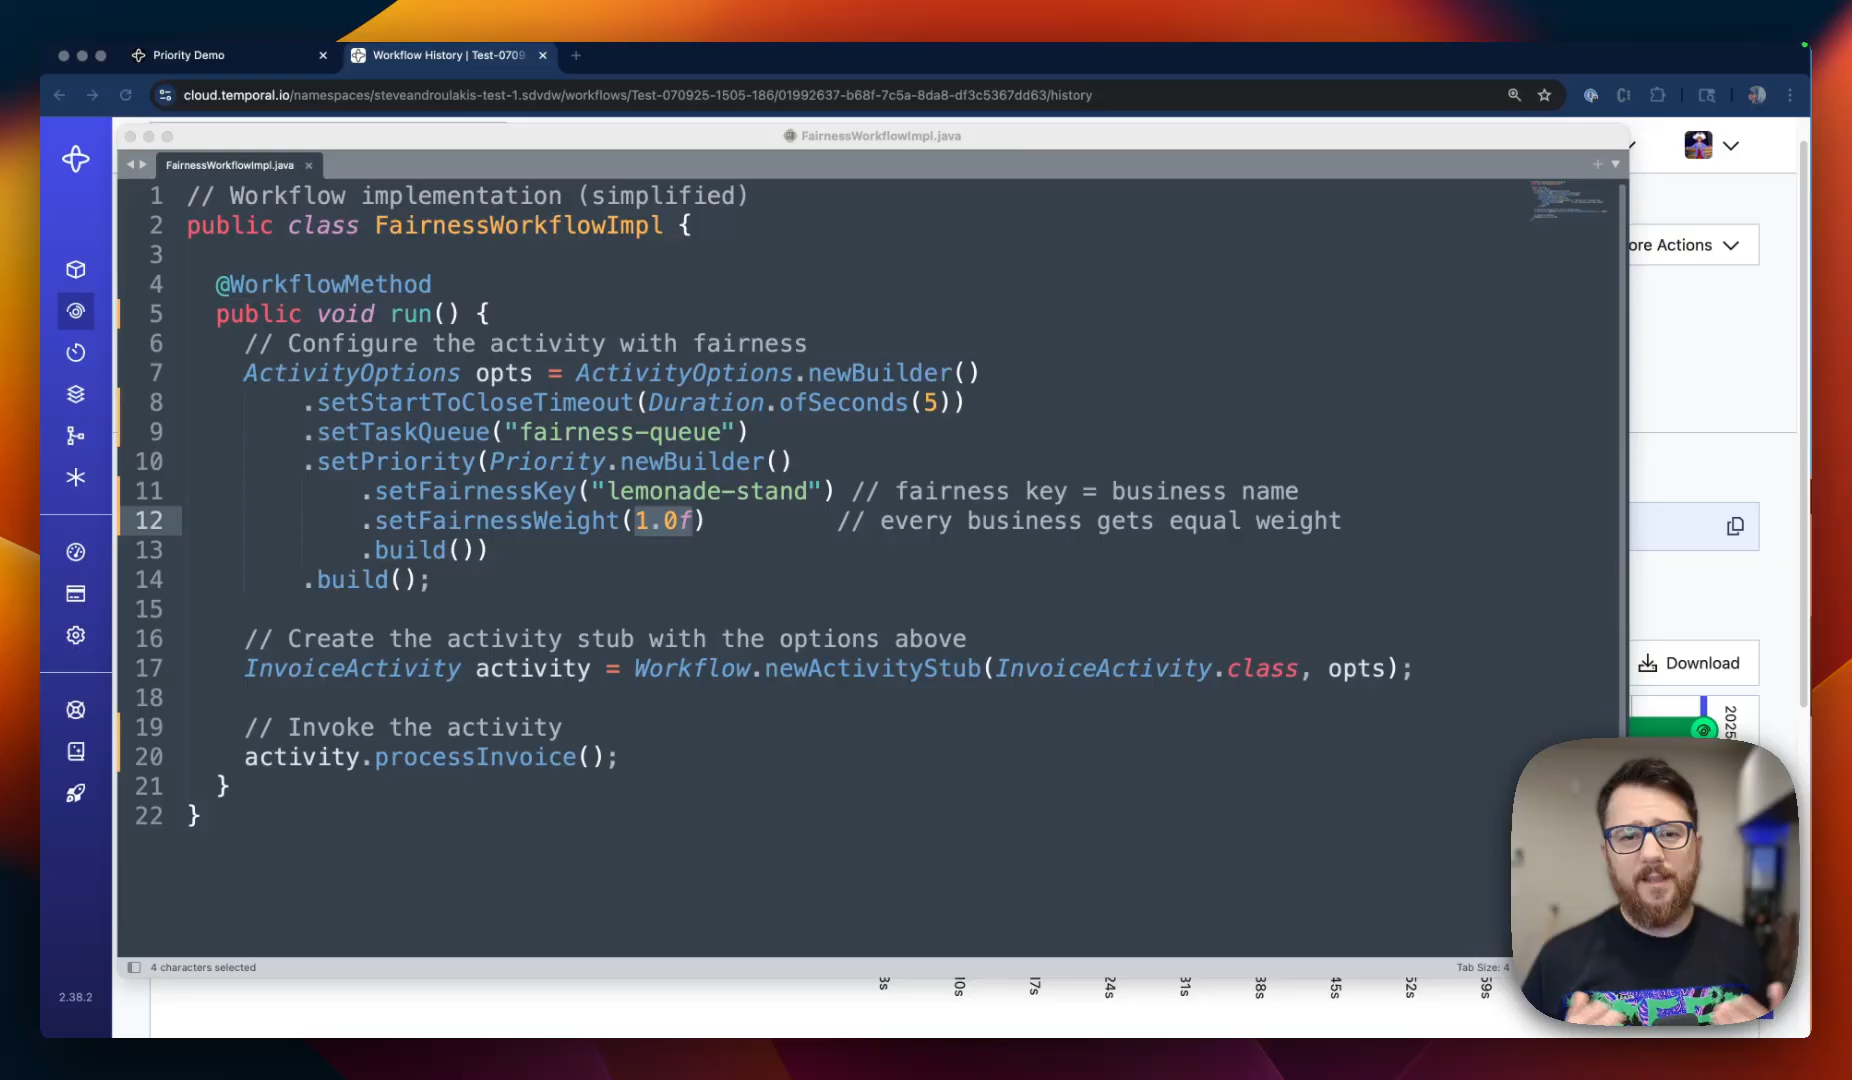 Priority Demo
Workflow History | Test-0709
cloud.temporal.io/namespaces/steveandroulakis-test-1.sdvdw/workflows/Test-070925-1505-186/01992637-b68f-7c5a-8da8-df3c5367dd63/history
FairnessWorkflowImpl.java
FairnessWorkflowImpl.java
1 // Workflow implementation (simplified)
2 public class FairnessWorkflowImpl {
3
4 @WorkflowMethod
5 public void run() {
6 // Configure the activity with fairness
7 ActivityOptions opts = ActivityOptions.newBuilder()
8 .setStartToCloseTimeout(Duration.ofSeconds(5))
9 .setTaskQueue("fairness-queue")
10 .setPriority(Priority.newBuilder()
11 .setFairnessKey("lemonade-stand") // fairness key = business name
12 .setFairnessWeight(1.0f) // every business gets equal weight
13 .build())
14 .build();
15
16 // Create the activity stub with the options above
17 InvoiceActivity activity = Workflow.newActivityStub(InvoiceActivity.class, opts);
18
19 // Invoke the activity
20 activity.processInvoice();
21 }
22 }
ore Actions
Download
2025
4 characters selected
Tab Size: 4
2.38.2
3s
10s
17s
24s
31s
38s
45s
52s
59s